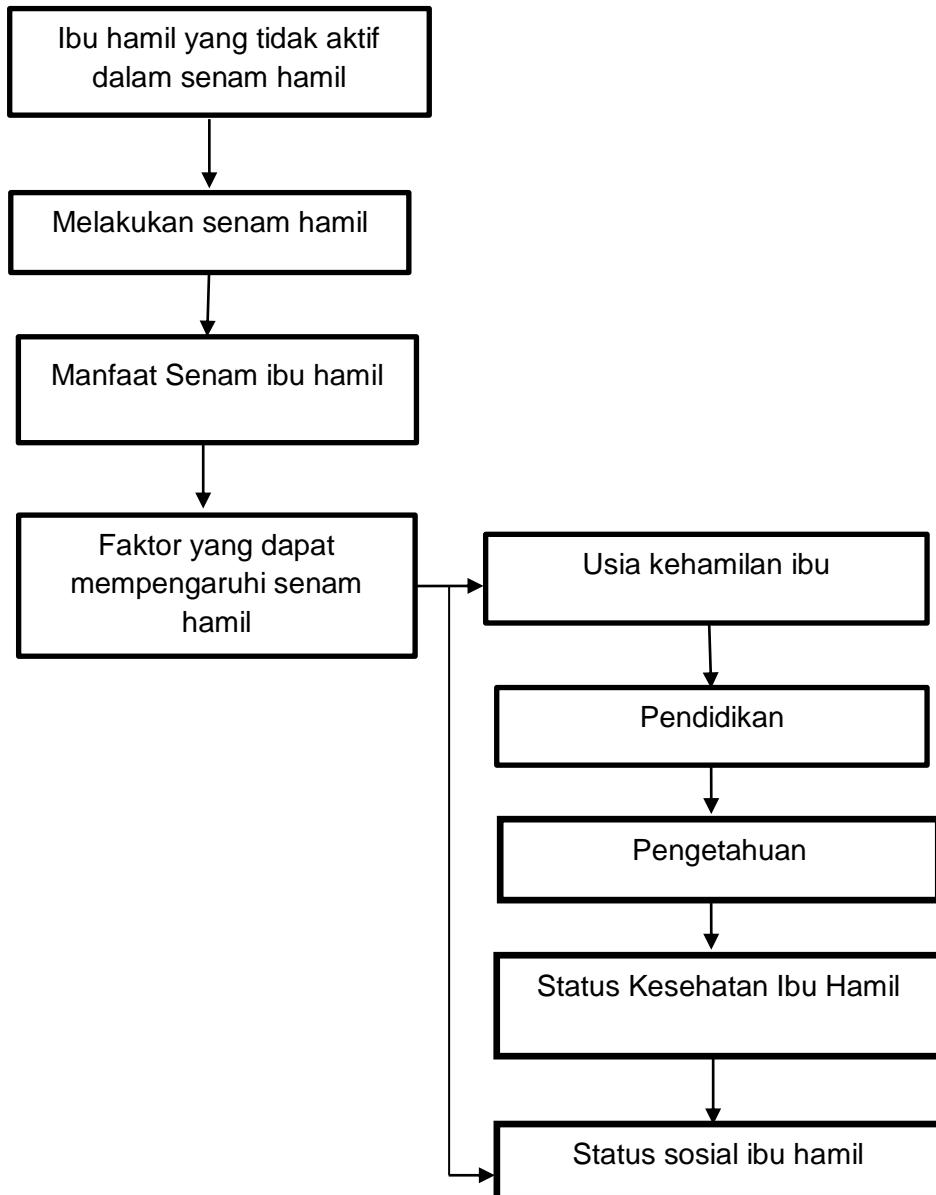 Ibu hamil yang tidak aktif
dalam senam hamil
Melakukan senam hamil
Manfaat Senam ibu hamil
Faktor yang dapat
mempengaruhi senam
hamil
Usia kehamilan ibu
Pendidikan
Pengetahuan
Status Kesehatan Ibu Hamil
Status sosial ibu hamil